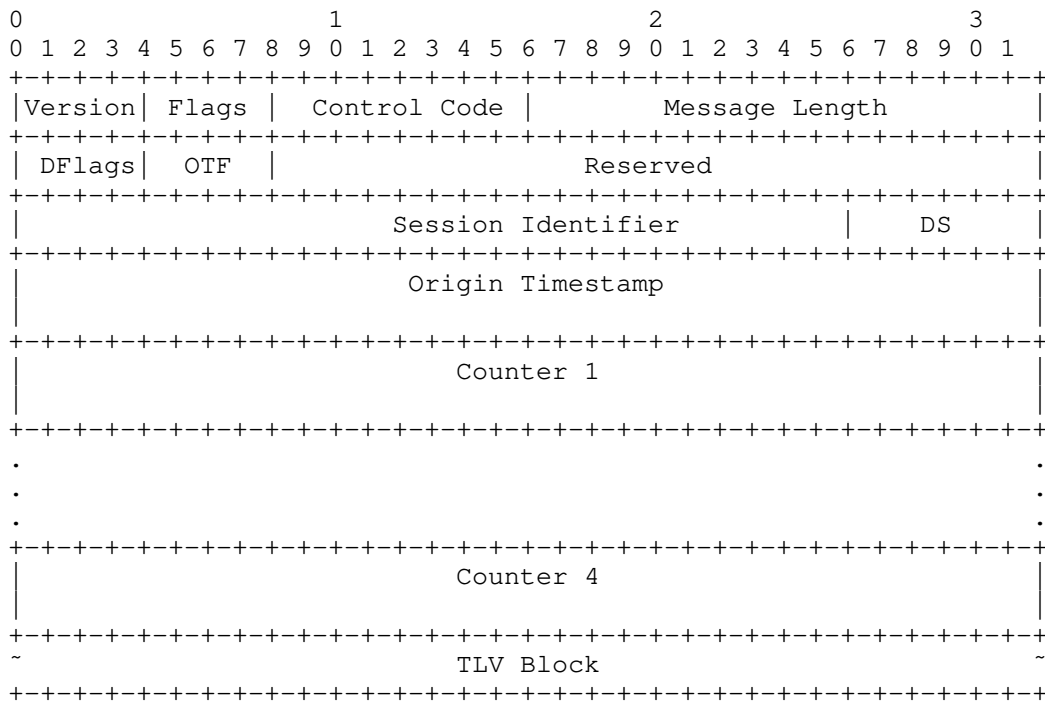 0                   1                   2                   3
0 1 2 3 4 5 6 7 8 9 0 1 2 3 4 5 6 7 8 9 0 1 2 3 4 5 6 7 8 9 0 1
+-+-+-+-+-+-+-+-+-+-+-+-+-+-+-+-+-+-+-+-+-+-+-+-+-+-+-+-+-+-+-+-+
|Version| Flags |  Control Code |        Message Length         |
+-+-+-+-+-+-+-+-+-+-+-+-+-+-+-+-+-+-+-+-+-+-+-+-+-+-+-+-+-+-+-+-+
| DFlags|  OTF  |                   Reserved                    |
+-+-+-+-+-+-+-+-+-+-+-+-+-+-+-+-+-+-+-+-+-+-+-+-+-+-+-+-+-+-+-+-+
|                       Session Identifier          |    DS     |
+-+-+-+-+-+-+-+-+-+-+-+-+-+-+-+-+-+-+-+-+-+-+-+-+-+-+-+-+-+-+-+-+
|                        Origin Timestamp                       |
|                                                               |
+-+-+-+-+-+-+-+-+-+-+-+-+-+-+-+-+-+-+-+-+-+-+-+-+-+-+-+-+-+-+-+-+
|                           Counter 1                           |
|                                                               |
+-+-+-+-+-+-+-+-+-+-+-+-+-+-+-+-+-+-+-+-+-+-+-+-+-+-+-+-+-+-+-+-+
.                                                               .
.                                                               .
.                                                               .
+-+-+-+-+-+-+-+-+-+-+-+-+-+-+-+-+-+-+-+-+-+-+-+-+-+-+-+-+-+-+-+-+
|                           Counter 4                           |
|                                                               |
+-+-+-+-+-+-+-+-+-+-+-+-+-+-+-+-+-+-+-+-+-+-+-+-+-+-+-+-+-+-+-+-+
~                           TLV Block                           ~
+-+-+-+-+-+-+-+-+-+-+-+-+-+-+-+-+-+-+-+-+-+-+-+-+-+-+-+-+-+-+-+-+